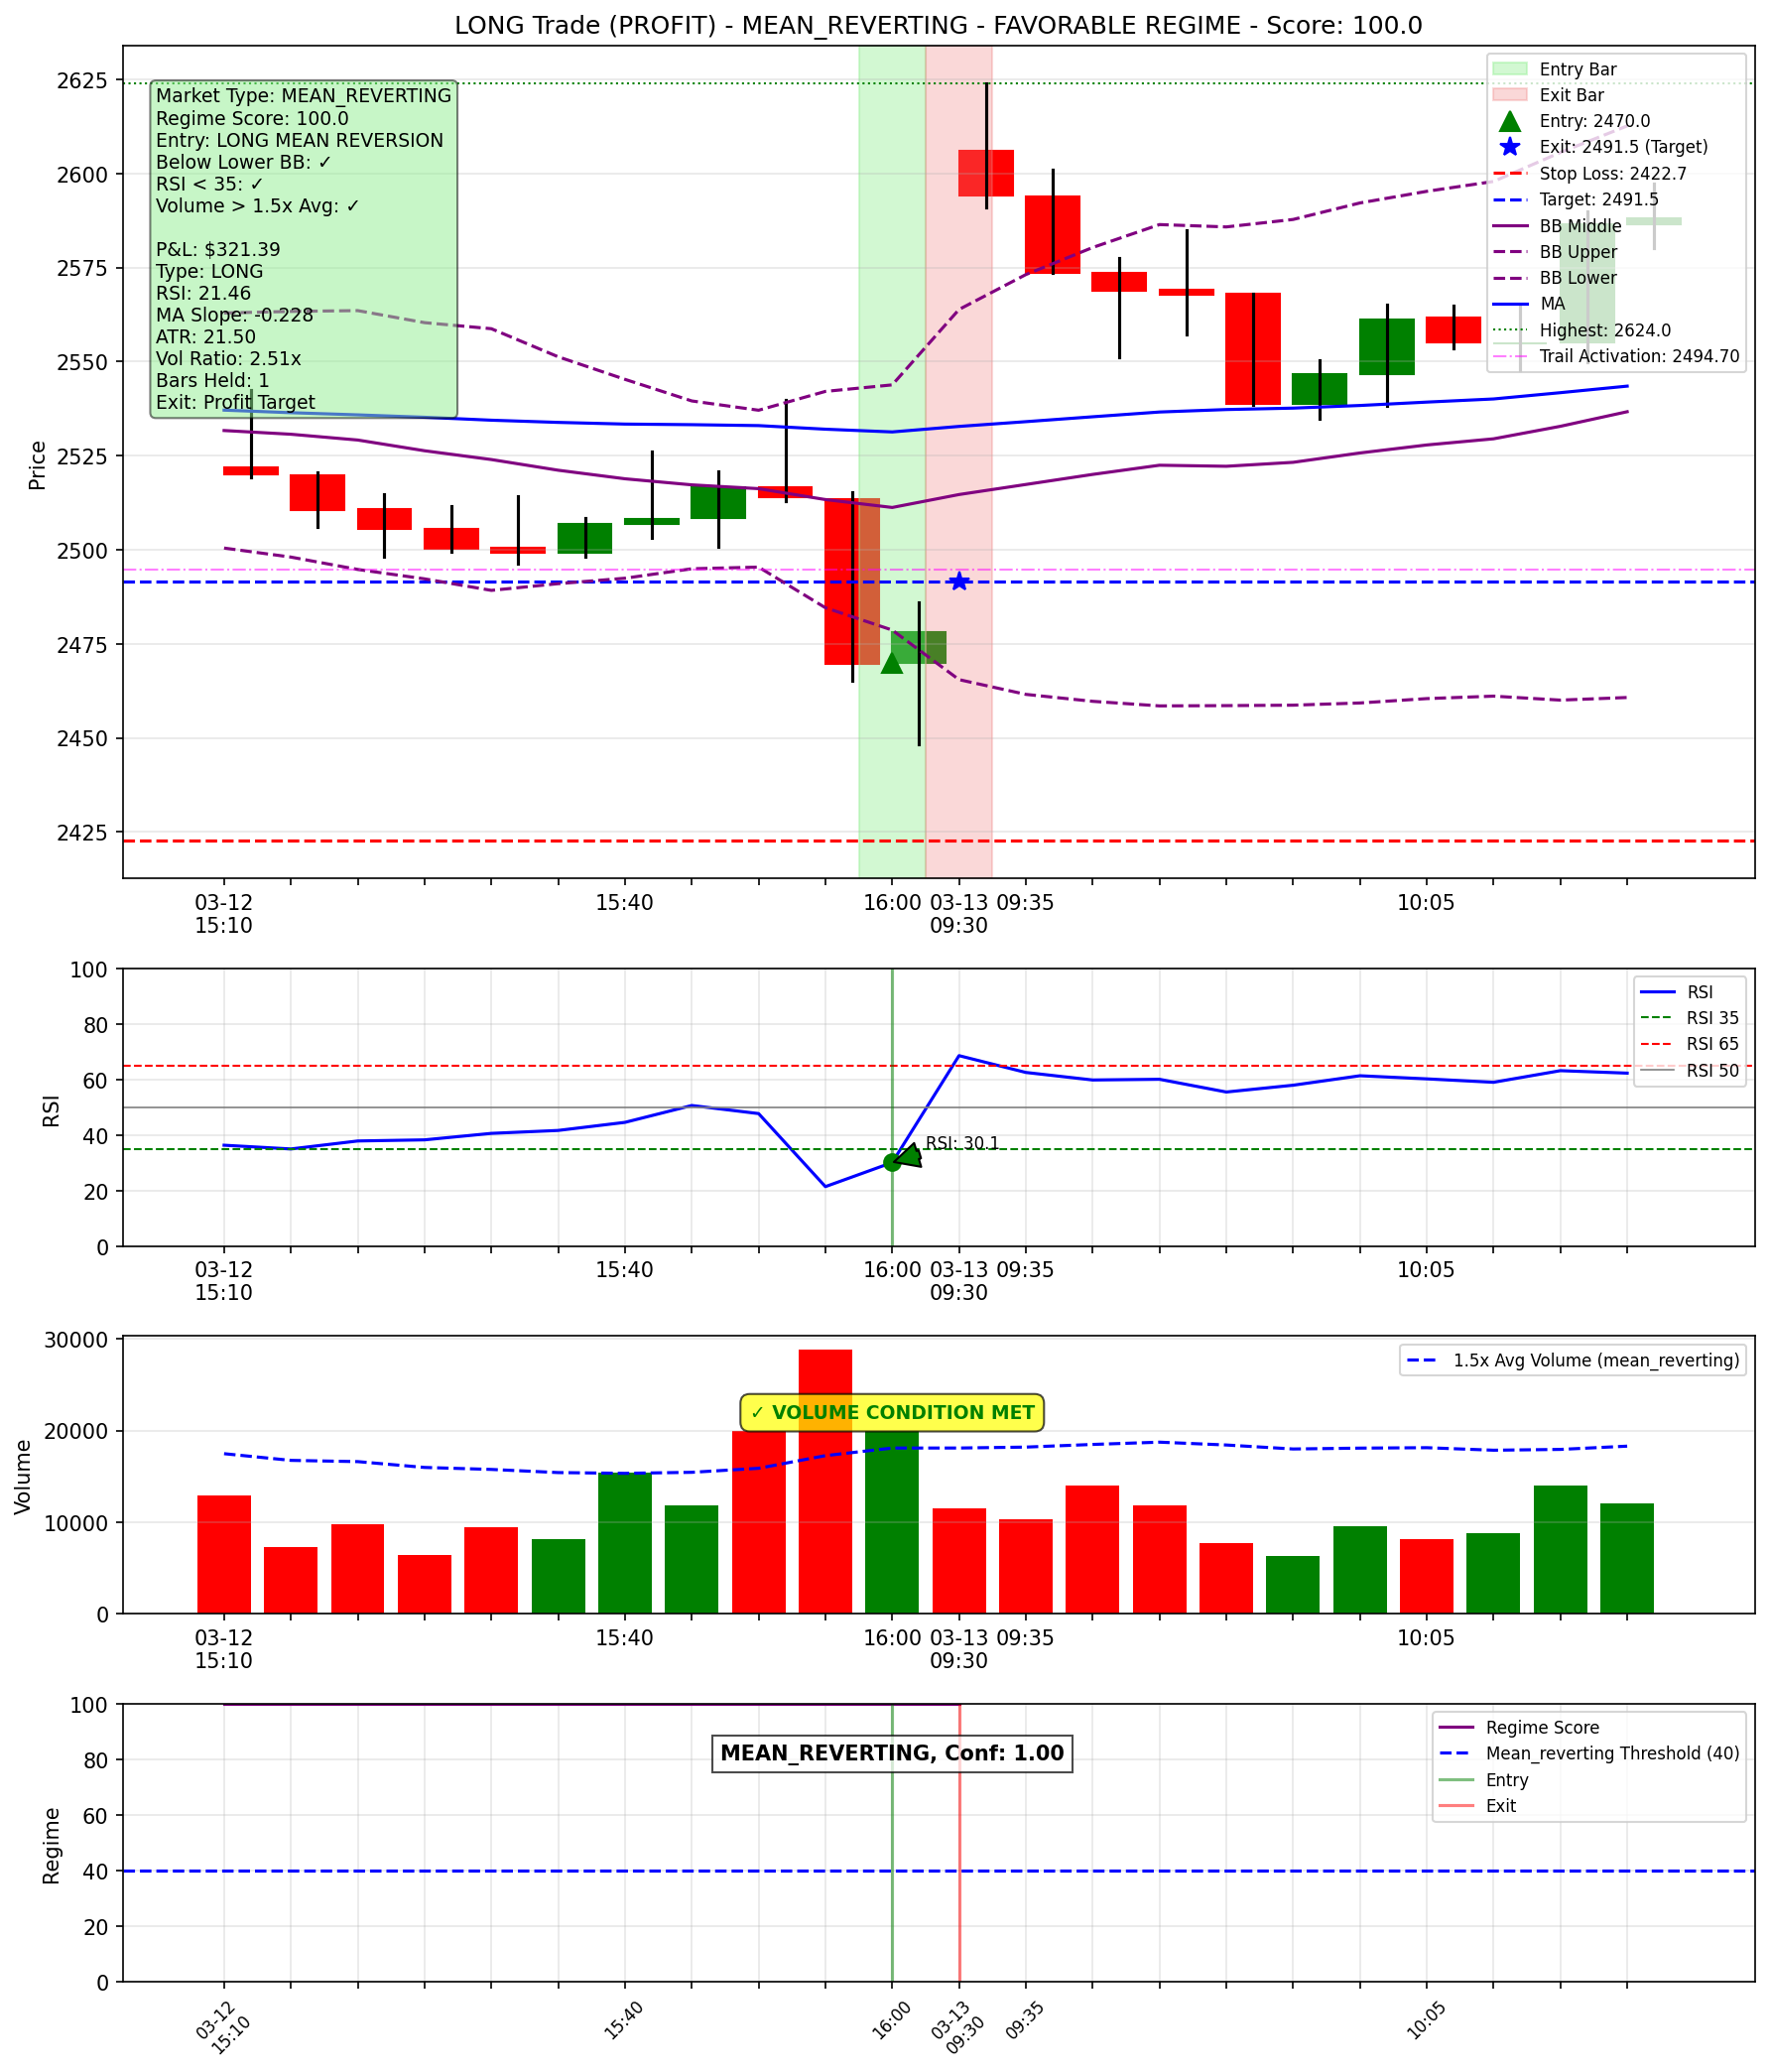 LONG Trade (PROFIT) - MEAN_REVERTING - FAVORABLE REGIME - Score: 100.0
Price
2625
2600
2575
2550
2525
2500
2475
2450
2425
Market Type: MEAN_REVERTING
Regime Score: 100.0
Entry: LONG MEAN REVERSION
Below Lower BB: ✓
RSI < 35: ✓
Volume > 1.5x Avg: ✓
P&L: $321.39
Type: LONG
RSI: 21.46
MA Slope: -0.228
ATR: 21.50
Vol Ratio: 2.51x
Bars Held: 1
Exit: Profit Target
Entry Bar
Exit Bar
Entry: 2470.0
Exit: 2491.5 (Target)
Stop Loss: 2422.7
Target: 2491.5
BB Middle
BB Upper
BB Lower
MA
Highest: 2624.0
Trail Activation: 2494.70
03-12
15:10
15:40
16:00
03-13
09:30
09:35
10:05
RSI
100
80
60
40
20
0
RSI: 30.1
RSI
RSI 35
RSI 65
RSI 50
03-12
15:10
15:40
16:00
03-13
09:30
09:35
10:05
Volume
30000
20000
10000
0
✓ VOLUME CONDITION MET
1.5x Avg Volume (mean_reverting)
03-12
15:10
15:40
16:00
03-13
09:30
09:35
10:05
Regime
100
80
60
40
20
0
MEAN_REVERTING, Conf: 1.00
Regime Score
Mean_reverting Threshold (40)
Entry
Exit
03-12
15:10
15:40
16:00
03-13
09:30
09:35
10:05